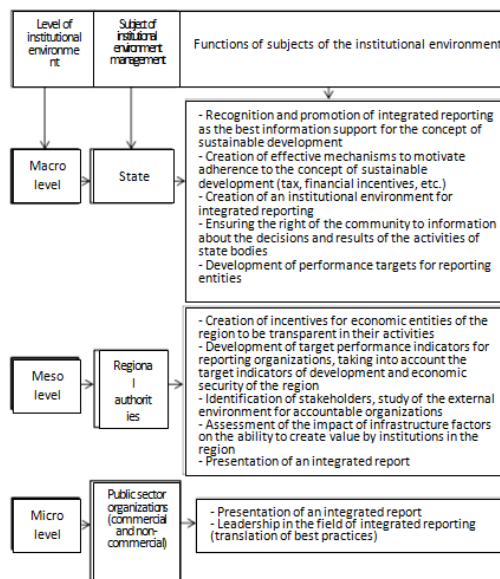 Level of
institutional
environme
nt
Subject of
institutional
environment
management
Functions of subjects of the institutional environment
Macro
level
State
- Recognition and promotion of integrated reporting
as the best information support for the concept of
sustainable development
- Creation of effective mechanisms to motivate
adherence to the concept of sustainable
development (tax, financial incentives, etc.)
- Creation of an institutional environment for
integrated reporting
- Ensuring the right of the community to information
about the decisions and results of the activities of
state bodies
- Development of performance targets for reporting
entities
Meso
level
Regiona
l
authorit
ies
- Creation of incentives for economic entities of the
region to be transparent in their activities
- Development of target performance indicators for
reporting organizations, taking into account the
target indicators of development and economic
security of the region
- Identification of stakeholders, study of the external
environment for accountable organizations
- Assessment of the impact of infrastructure factors
on the ability to create value by institutions in the
region
- Presentation of an integrated report
Micro
level
Public sector
organizations
(commercial
and non-
commercial)
- Presentation of an integrated report
- Leadership in the field of integrated reporting
(translation of best practices)